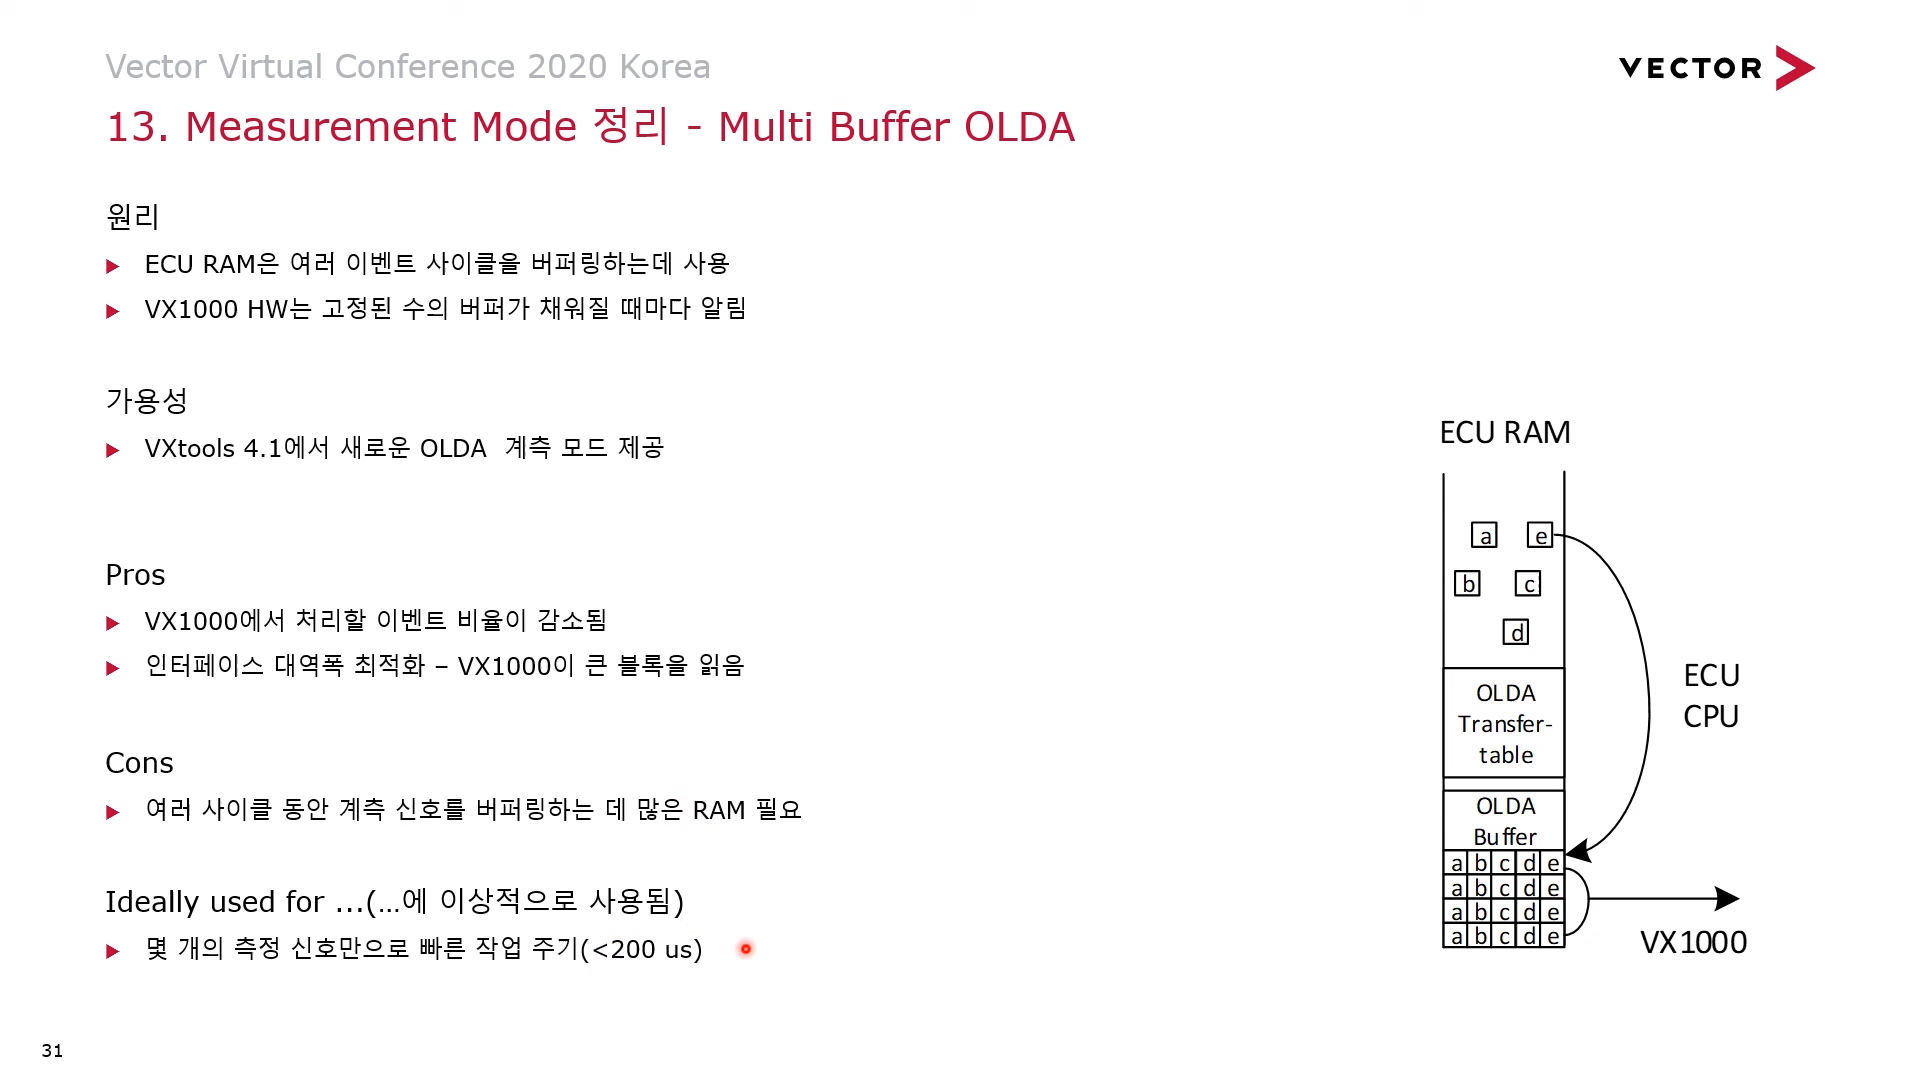 Vector Virtual Conference 2020 Korea
VECTOR
13. Measurement Mode 정리 - Multi Buffer OLDA
원리
ECU RAM은 여러 이벤트 사이클을 버퍼링하는데 사용
VX1000 HW는 고정된 수의 버퍼가 채워질 때마다 알림
가용성
VXtools 4.1에서 새로운 OLDA 계측 모드 제공
Pros
VX1000에서 처리할 이벤트 비율이 감소됨
인터페이스 대역폭 최적화 – VX1000이 큰 블록을 읽음
Cons
여러 사이클 동안 계측 신호를 버퍼링하는 데 많은 RAM 필요
Ideally used for ...(...에 이상적으로 사용됨)
몇 개의 측정 신호만으로 빠른 작업 주기(<200 us)
ECU RAM
a e
b c
d
OLDA
Transfer-
table
OLDA
Buffer
a b c d e
a b c d e
a b c d e
a b c d e
ECU
CPU
VX1000
31